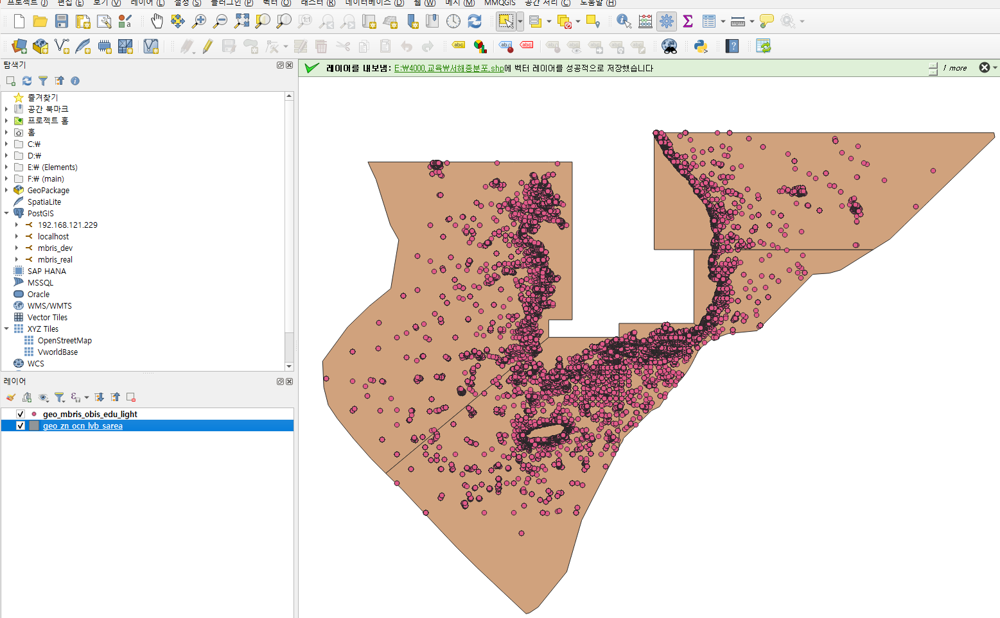 프로젝트 (J) 편집 (E) 보기 (V) 레이어 (L) 설정 (S) 플러그인 (P) 벡터 (O) 래스터 (R) 데이터베이스 (D) 웹 (W) 메시 (M) MMQGIS 공간 처리 (C) 도움말 (H)
탐색기
레이어를 내보냄: E:₩4000,교육₩서해종분포.shp에 벡터 레이어를 성공적으로 저장했습니다
1 more
즐겨찾기
공간 북마크
프로젝트 홈
홈
C:₩
D:₩
E:₩ (Elements)
F:₩ (main)
GeoPackage
SpatiaLite
PostGIS
192.168.121.229
localhost
mbris_dev
mbris_real
SAP HANA
MSSQL
Oracle
WMS/WMTS
Vector Tiles
XYZ Tiles
OpenStreetMap
VworldBase
WCS
레이어
geo_mbris_obis_edu_light
geo_zn_ocn_lvb_sarea